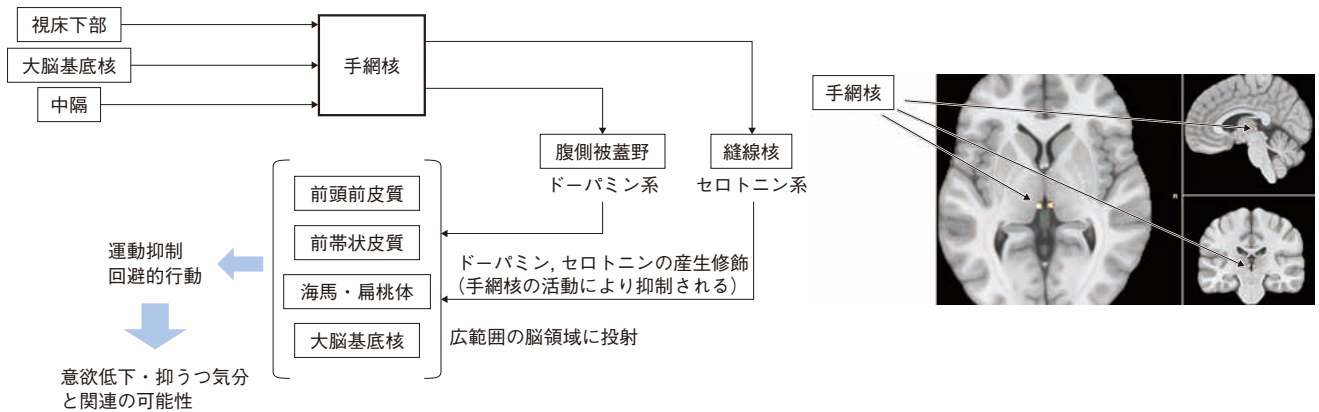 視床下部
大脳基底核
中隔
手網核
腹側被蓋野
ドーパミン系
縫線核
セロトニン系
前頭前皮質
前帯状皮質
海馬・扁桃体
大脳基底核
ドーパミン, セロトニンの産生修飾
(手網核の活動により抑制される)
広範囲の脳領域に投射
運動抑制
回避的行動
意欲低下・抑うつ気分
と関連の可能性
手網核